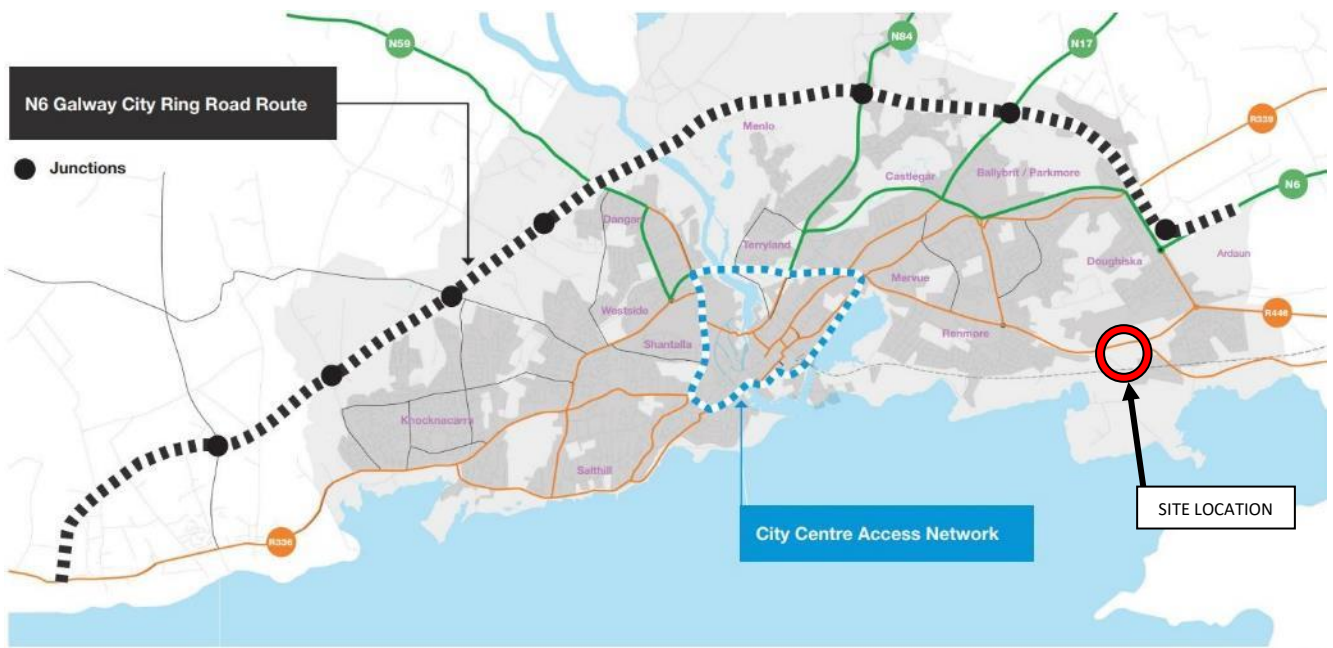 N59
N84
N17
N6 Galway City Ring Road Route
R339
Menlo
Junctions
Castlegar
Ballybrit / Parkmore
N6
Dangan
Terryland
Doughiska
Ardaun
Mervue
Westside
R446
Renmore
Shantalla
Knocknacarra
Salthill
SITE LOCATION
City Centre Access Network
R336